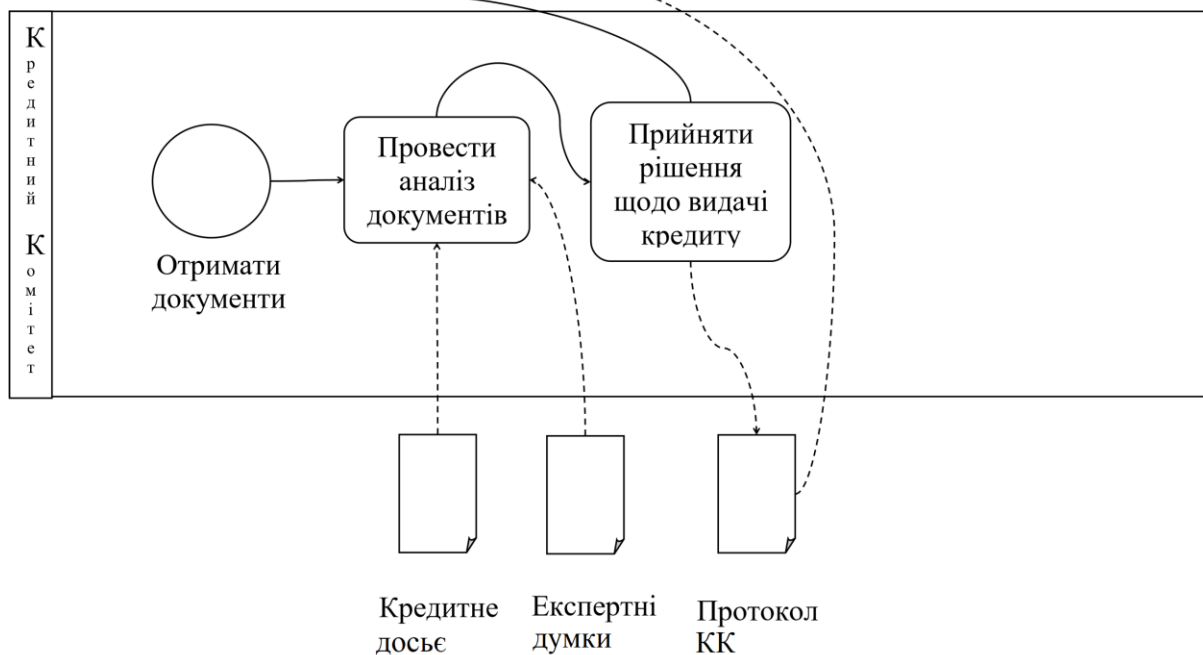 Кредитний Комітет
Отримати
документи
Провести
аналіз
документів
Прийняти
рішення
щодо видачі
кредиту
Кредитне
досьє
Експертні
думки
Протокол
КК